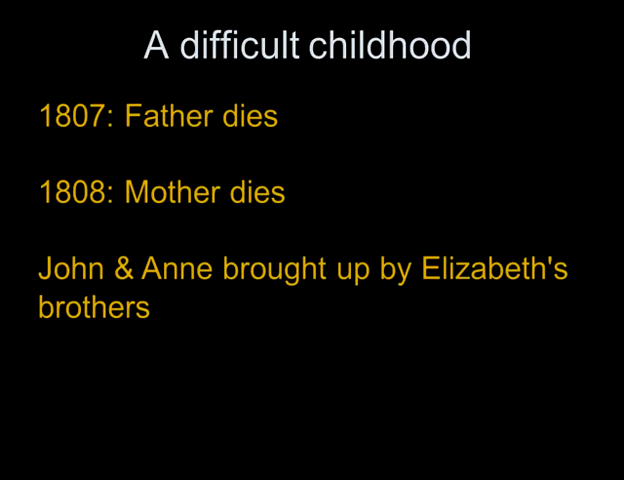 A difficult childhood
1807: Father dies
1808: Mother dies
John & Anne brought up by Elizabeth's
brothers